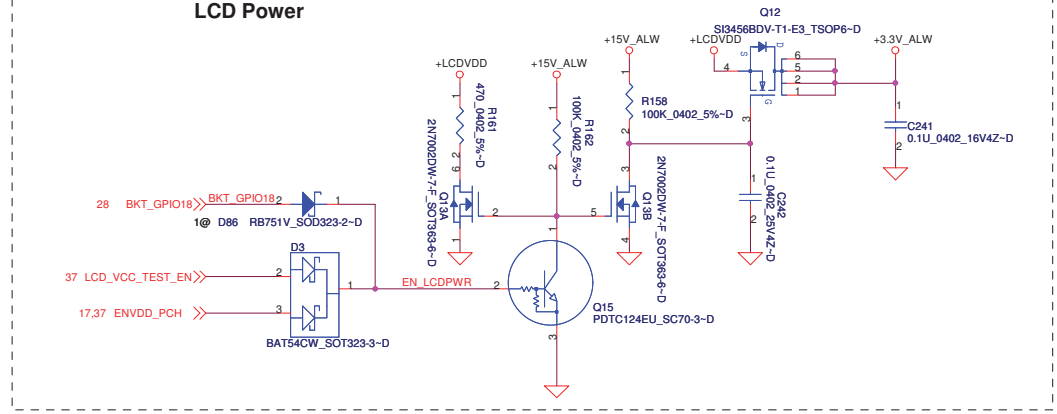 LCD Power
Q12
SI3456BDV-T1-E3_TSOP6~D
+15V_ALW
+LCDVDD
+3.3V_ALW
D
S
G
4
6
5
2
1
3
+LCDVDD
+15V_ALW
1
R161
470_0402_5%~D
2
1
R162
100K_0402_5%~D
2
1
R158
100K_0402_5%~D
2
1
C241
0.1U_0402_16V4Z~D
2
6
2N7002DW-7-F_SOT363-6~D
Q13A
2
1
3
2N7002DW-7-F_SOT363-6~D
Q13B
5
4
1
0.1U_0402_25V4Z~D
C242
2
28 BKT_GPIO18
BKT_GPIO18
2
1
1@ D86 RB751V_SOD323-2~D
D3
37 LCD_VCC_TEST_EN
2
1
17,37 ENVDD_PCH
3
BAT54CW_SOT323-3~D
EN_LCDPWR
2
1
Q15
PDTC124EU_SC70-3~D
3